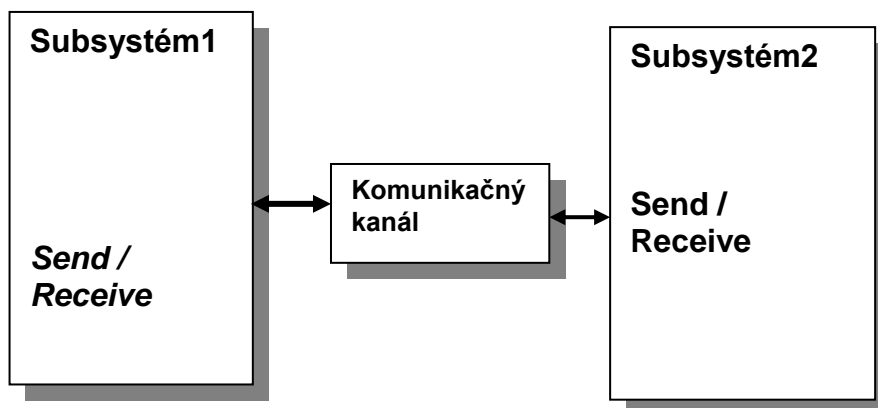 Subsystém1
Send /
Receive
Komunikačný
kanál
Subsystém2
Send /
Receive